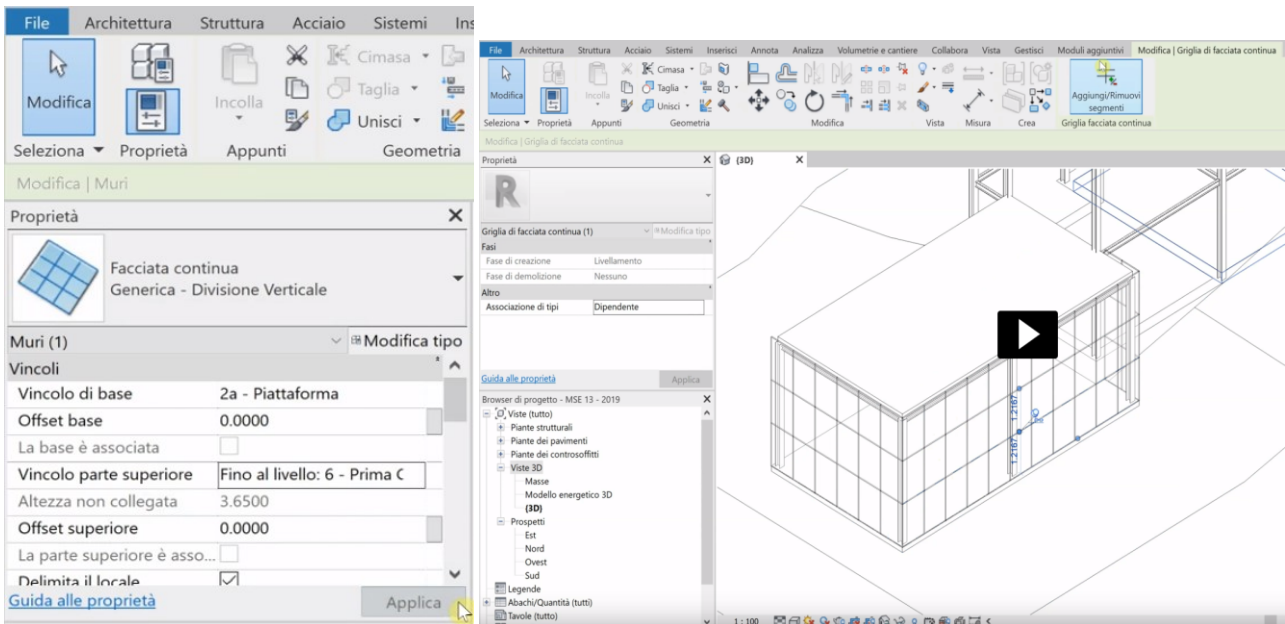 File Architettura Struttura Acciaio Sistemi Ins
Modifica Incolla Cimasa
Taglia
Unisci
Seleziona Proprietà Appunti Geometria
Modifica | Muri
Proprietà
Facciata continua
Generica - Divisione Verticale
Muri (1) Modifica tipo
Vincoli
Vincolo di base 2a - Piattaforma
Offset base 0.0000
La base è associata
Vincolo parte superiore Fino al livello: 6 - Prima C
Altezza non collegata 3.6500
Offset superiore 0.0000
La parte superiore è asso...
Delimita il locale
Guida alle proprietà Applica
File Architettura Struttura Acciaio Sistemi Inserisci Annota Analizza Volumetrie e cantiere Collabora Vista Gestisci Moduli aggiuntivi Modifica | Griglia di facciata continua
Modifica Incolla Cimasa
Taglia
Unisci
Aggiungi/Rimuovi
segmenti
Seleziona Proprietà Appunti Geometria Modifica Vista Misura Crea Griglia facciata continua
Modifica | Griglia di facciata continua
Proprietà
R
Griglia di facciata continua (1) Modifica tipo
Fasi
Fase di creazione Livellamento
Fase di demolizione Nessuno
Altro
Associazione di tipi Dipendente
Guida alle proprietà Applica
Browser di progetto - MSE 13 - 2019
Viste (tutto)
Piante strutturali
Piante dei pavimenti
Piante dei controsoffitti
Viste 3D
Masse
Modello energetico 3D
(3D)
Prospetti
Est
Nord
Ovest
Sud
Legende
Abachi/Quantità (tutti)
Tavole (tutto)
(3D)
1.2167
1.2167
1 : 100